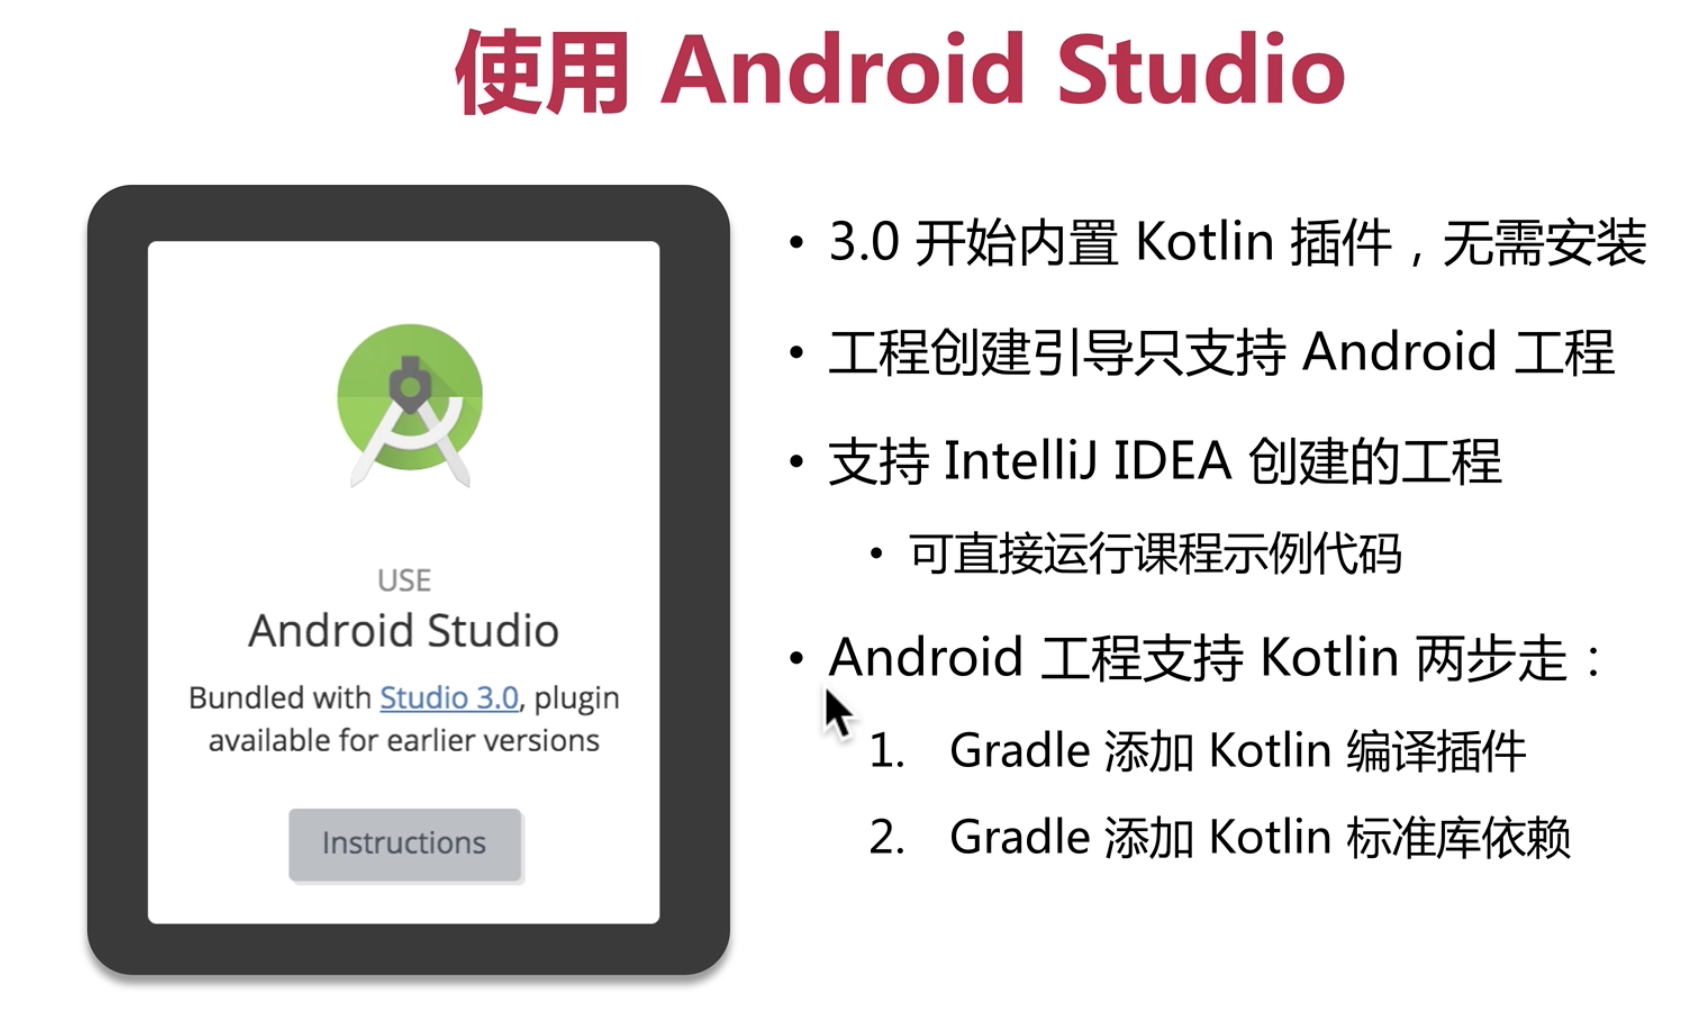 使用 Android Studio
USE
Android Studio
Bundled with Studio 3.0, plugin
available for earlier versions
Instructions
• 3.0 开始内置 Kotlin 插件，无需安装
• 工程创建引导只支持 Android 工程
• 支持 IntelliJ IDEA 创建的工程
• 可直接运行课程示例代码
• Android 工程支持 Kotlin 两步走：
1. Gradle 添加 Kotlin 编译插件
2. Gradle 添加 Kotlin 标准库依赖